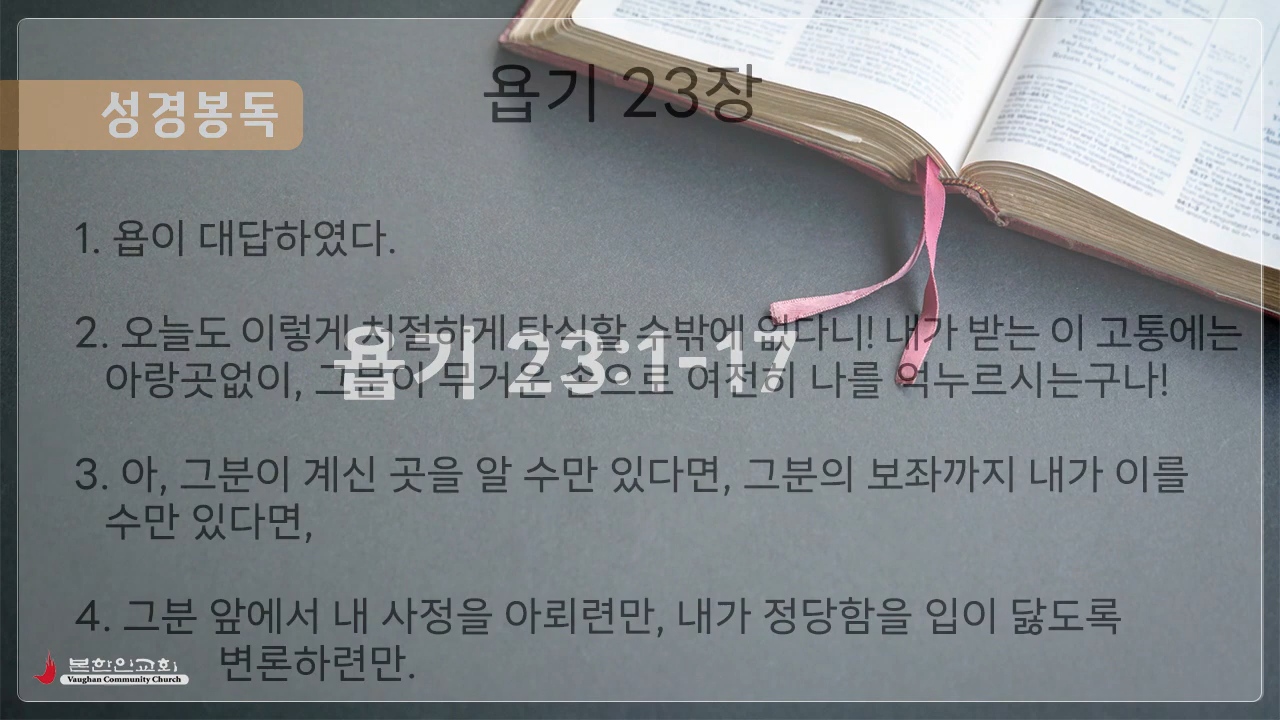 욥기 23장
성경봉독
1. 욥이 대답하였다.
2. 오늘도 이렇게 처절하게 탄식할 수밖에 없다니! 내가 받는 이 고통에는
아랑곳없이, 그분이 무거운 손으로 여전히 나를 억누르시는구나!
욥기 23:1-17
3. 아, 그분이 계신 곳을 알 수만 있다면, 그분의 보좌까지 내가 이를
수만 있다면,
4. 그분 앞에서 내 사정을 아뢰련만, 내가 정당함을 입이 닳도록
변론하련만.
본한인교회
Vaughan Community Church